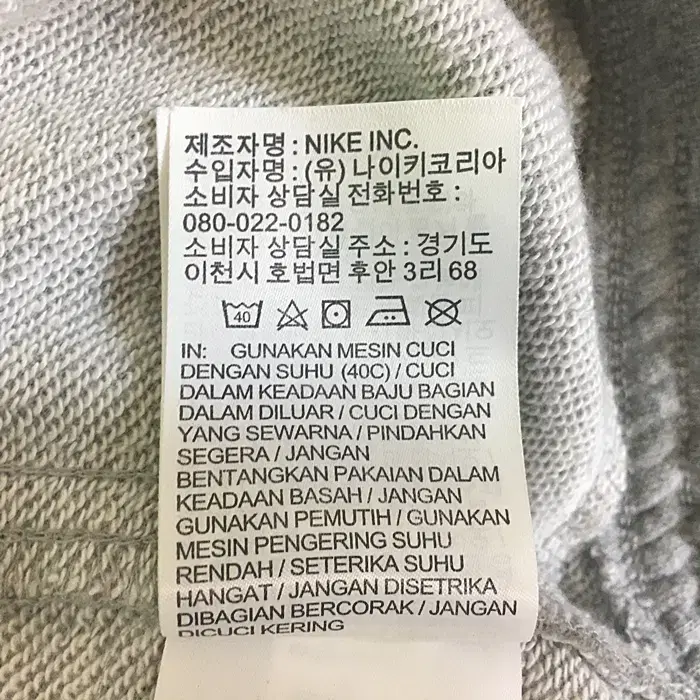 제조자명 : NIKE INC.
수입자명 : (유) 나이키코리아
소비자 상담실 전화번호 :
080-022-0182
소비자 상담실 주소 : 경기도
이천시 호법면 후안 3리 68
40
IN: GUNAKAN MESIN CUCI
DENGAN SUHU (40C) / CUCI
DALAM KEADAAN BAJU BAGIAN
DALAM DILUAR / CUCI DENGAN
YANG SEWARNA / PINDAHKAN
SEGERA / JANGAN
BENTANGKAN PAKAIAN DALAM
KEADAAN BASAH / JANGAN
GUNAKAN PEMUTIH / GUNAKAN
MESIN PENGERING SUHU
RENDAH / SETERIKA SUHU
HANGAT / JANGAN DISETRIKA
DIBAGIAN BERCORAK / JANGAN
DICUCI KERING